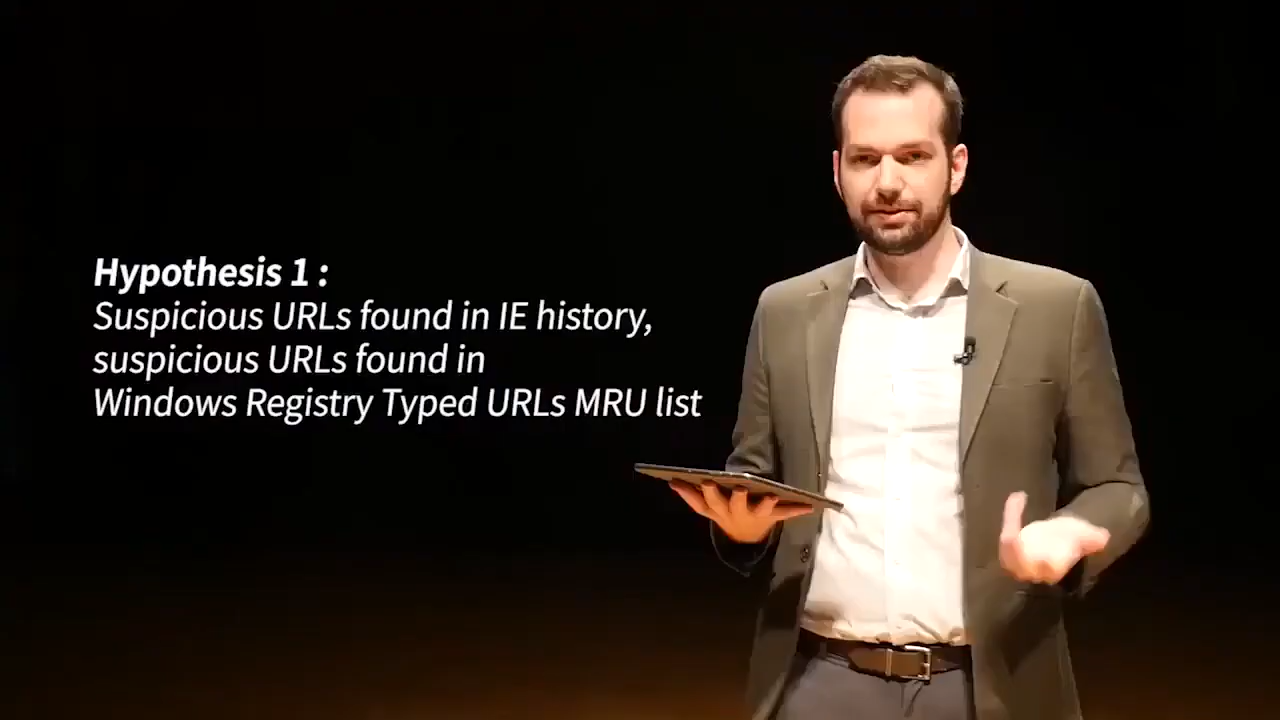 Hypothesis 1 :
Suspicious URLs found in IE history,
suspicious URLs found in
Windows Registry Typed URLs MRU list